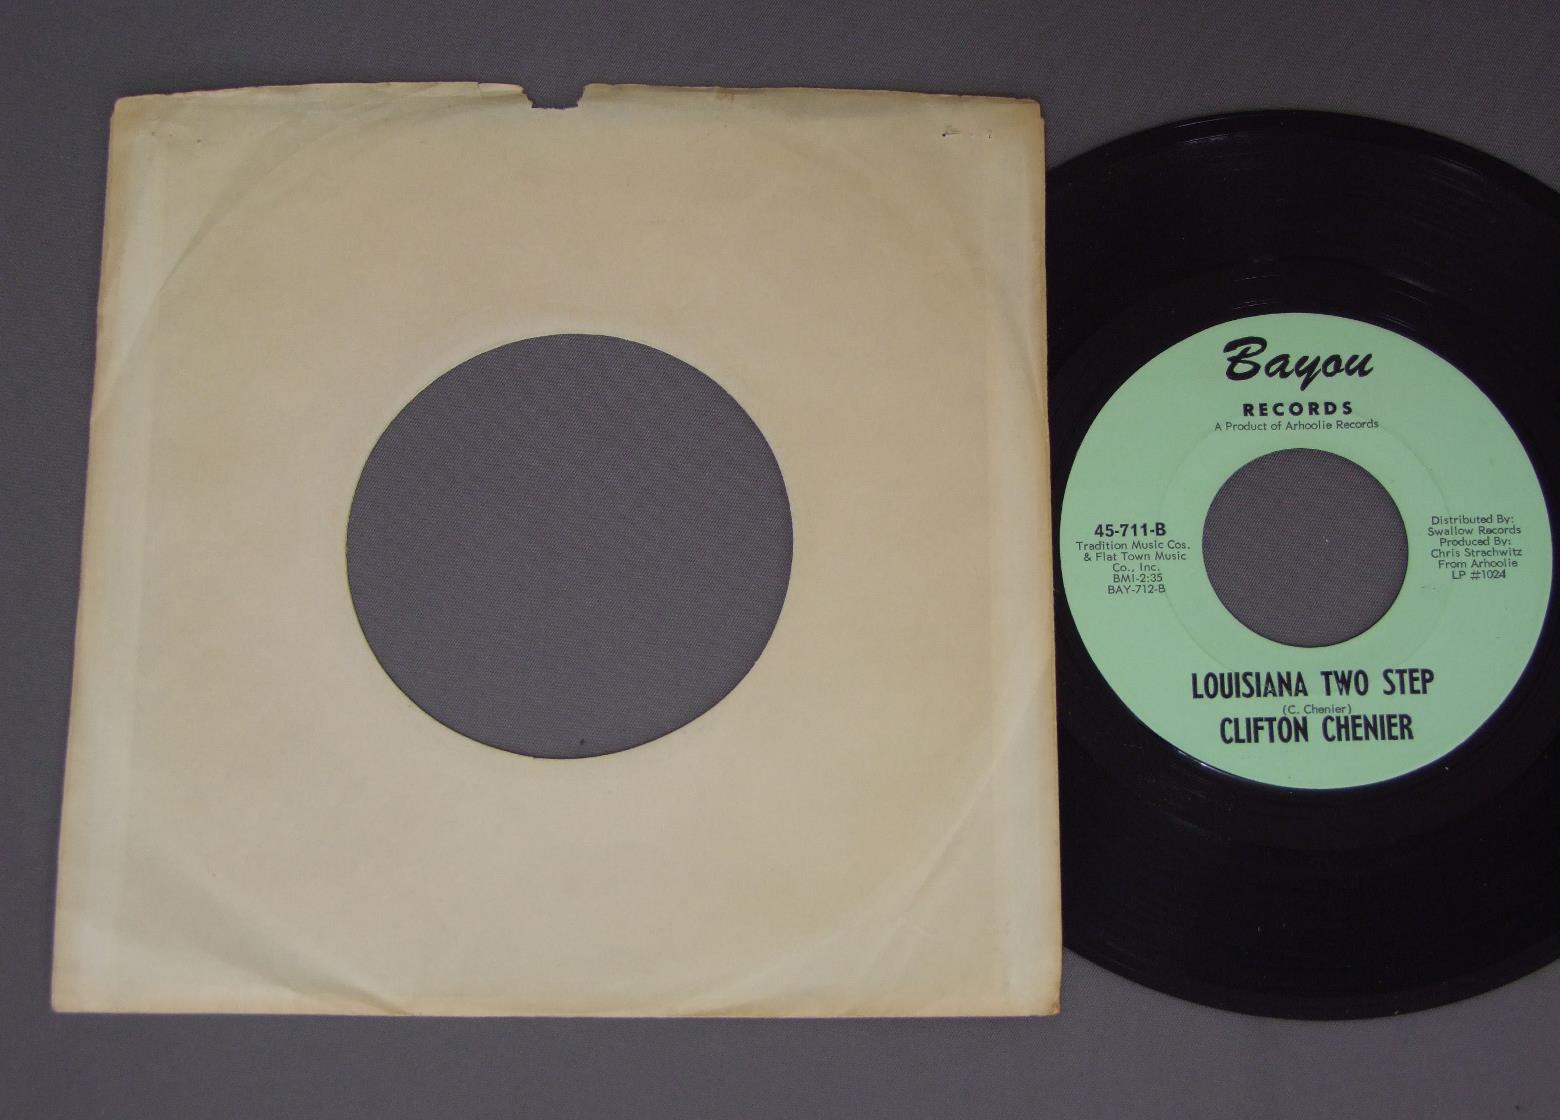 Bayou
RECORDS
A Product of Arhoolie Records
45-711-B
Tradition Music Cos.
& Flat Town Music
Co., Inc.
BMI-2:35
BAY-712-B
Distributed By:
Swallow Records
Produced By:
Chris Strachwitz
From Arhoolie
LP #1024
LOUISIANA TWO STEP
(C. Chenier)
CLIFTON CHENIER